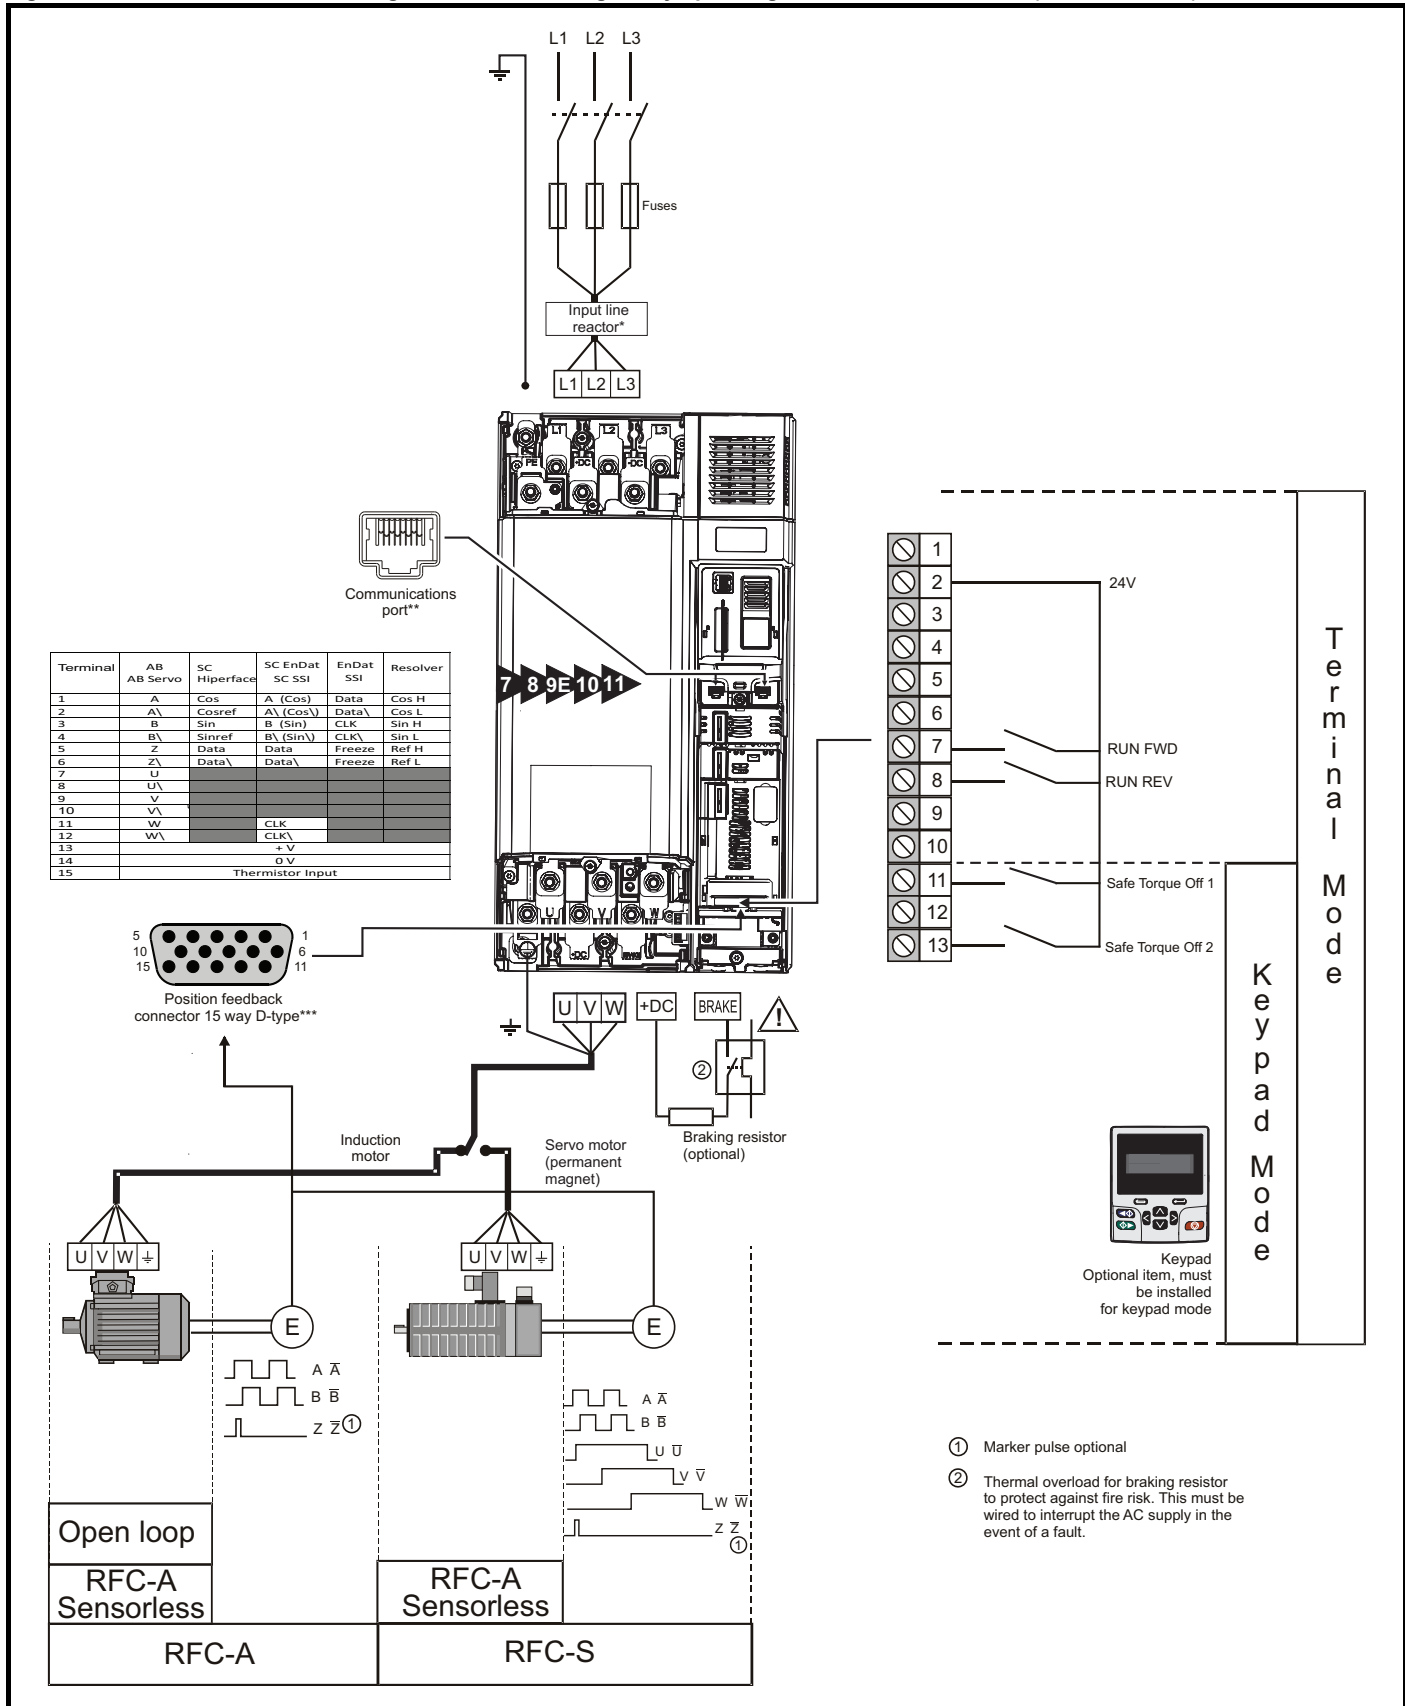 L1 L2 L3
Fuses
Input line
reactor*
L1 L2 L3
L1 L2 L3
PE +DC -DC
Communications
port**
7 8 9E 10 11
Terminal AB AB Servo SC Hiperface SC EnDat SC SSI EnDat SSI Resolver
1 A Cos A (Cos) Data Cos H
2 A\ Cosref A\ (Cos\) Data\ Cos L
3 B Sin B (Sin) CLK Sin H
4 B\ Sinref B\ (Sin\) CLK\ Sin L
5 Z Data Data Freeze Ref H
6 Z\ Data\ Data\ Freeze Ref L
7 U
8 U\
9 V
10 V\
11 W CLK
12 W\ CLK\
13 + V
14 0 V
15 Thermistor Input
1
2 24V
3
4
5
6
7 RUN FWD
8 RUN REV
9
10
11 Safe Torque Off 1
12
13 Safe Torque Off 2
Terminal Mode
Keypad Mode
U V W
+DC
5 1
10 6
15 11
Position feedback
connector 15 way D-type***
U V W +DC BRAKE
2
Braking resistor
(optional)
Induction
motor
Servo motor
(permanent
magnet)
Keypad
Optional item, must
be installed
for keypad mode
U V W
U V W
E
E
A A̅
B B̅
Z Z̅ 1
A A̅
B B̅
U U̅
V V̅
W W̅
Z Z̅
1
1 Marker pulse optional
2 Thermal overload for braking resistor
to protect against fire risk. This must be
wired to interrupt the AC supply in the
event of a fault.
Open loop
RFC-A
Sensorless
RFC-A
Sensorless
RFC-A
RFC-S